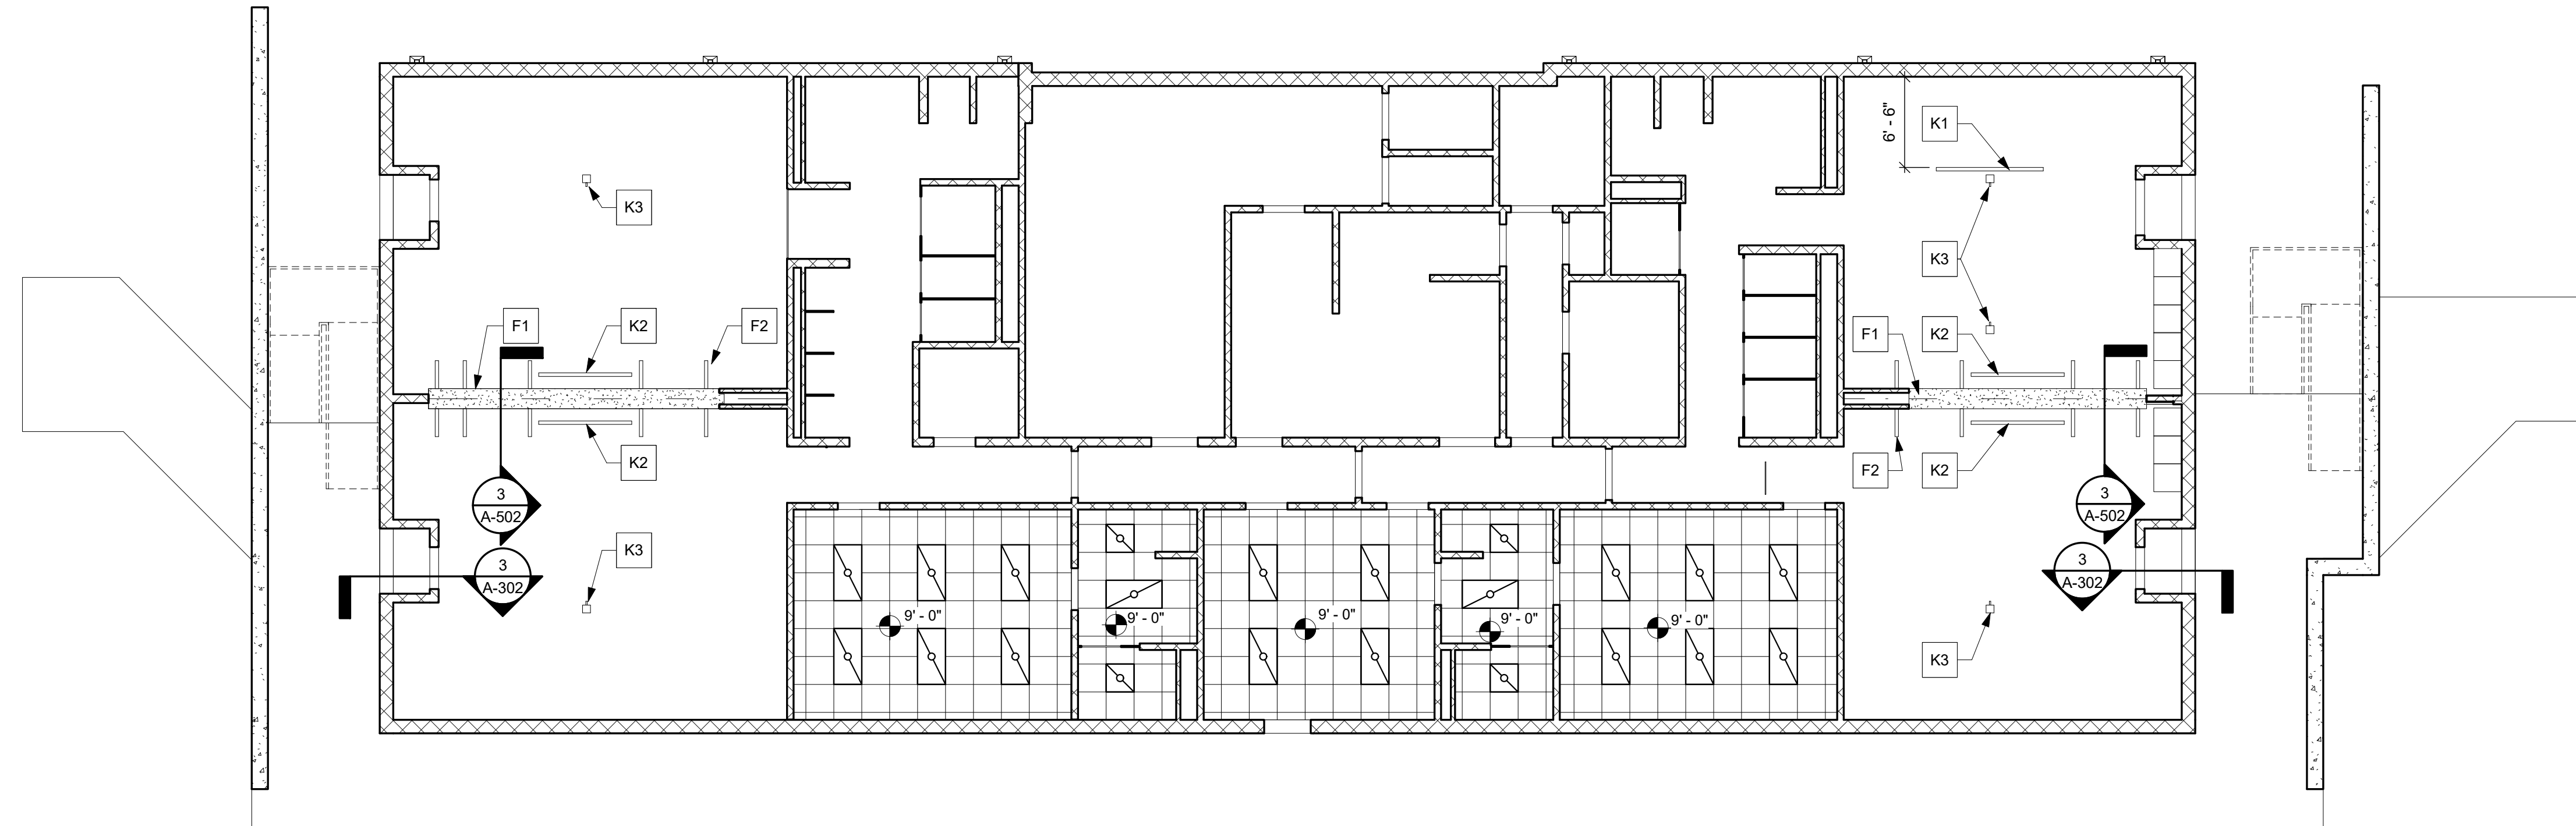 K1
6' - 6"
K3
K3
F1
K2
F2
F1
K2
K2
F2
K2
3
A-502
3
A-502
K3
3
A-302
3
A-302
9' - 0"
9' - 0"
9' - 0"
9' - 0"
9' - 0"
K3